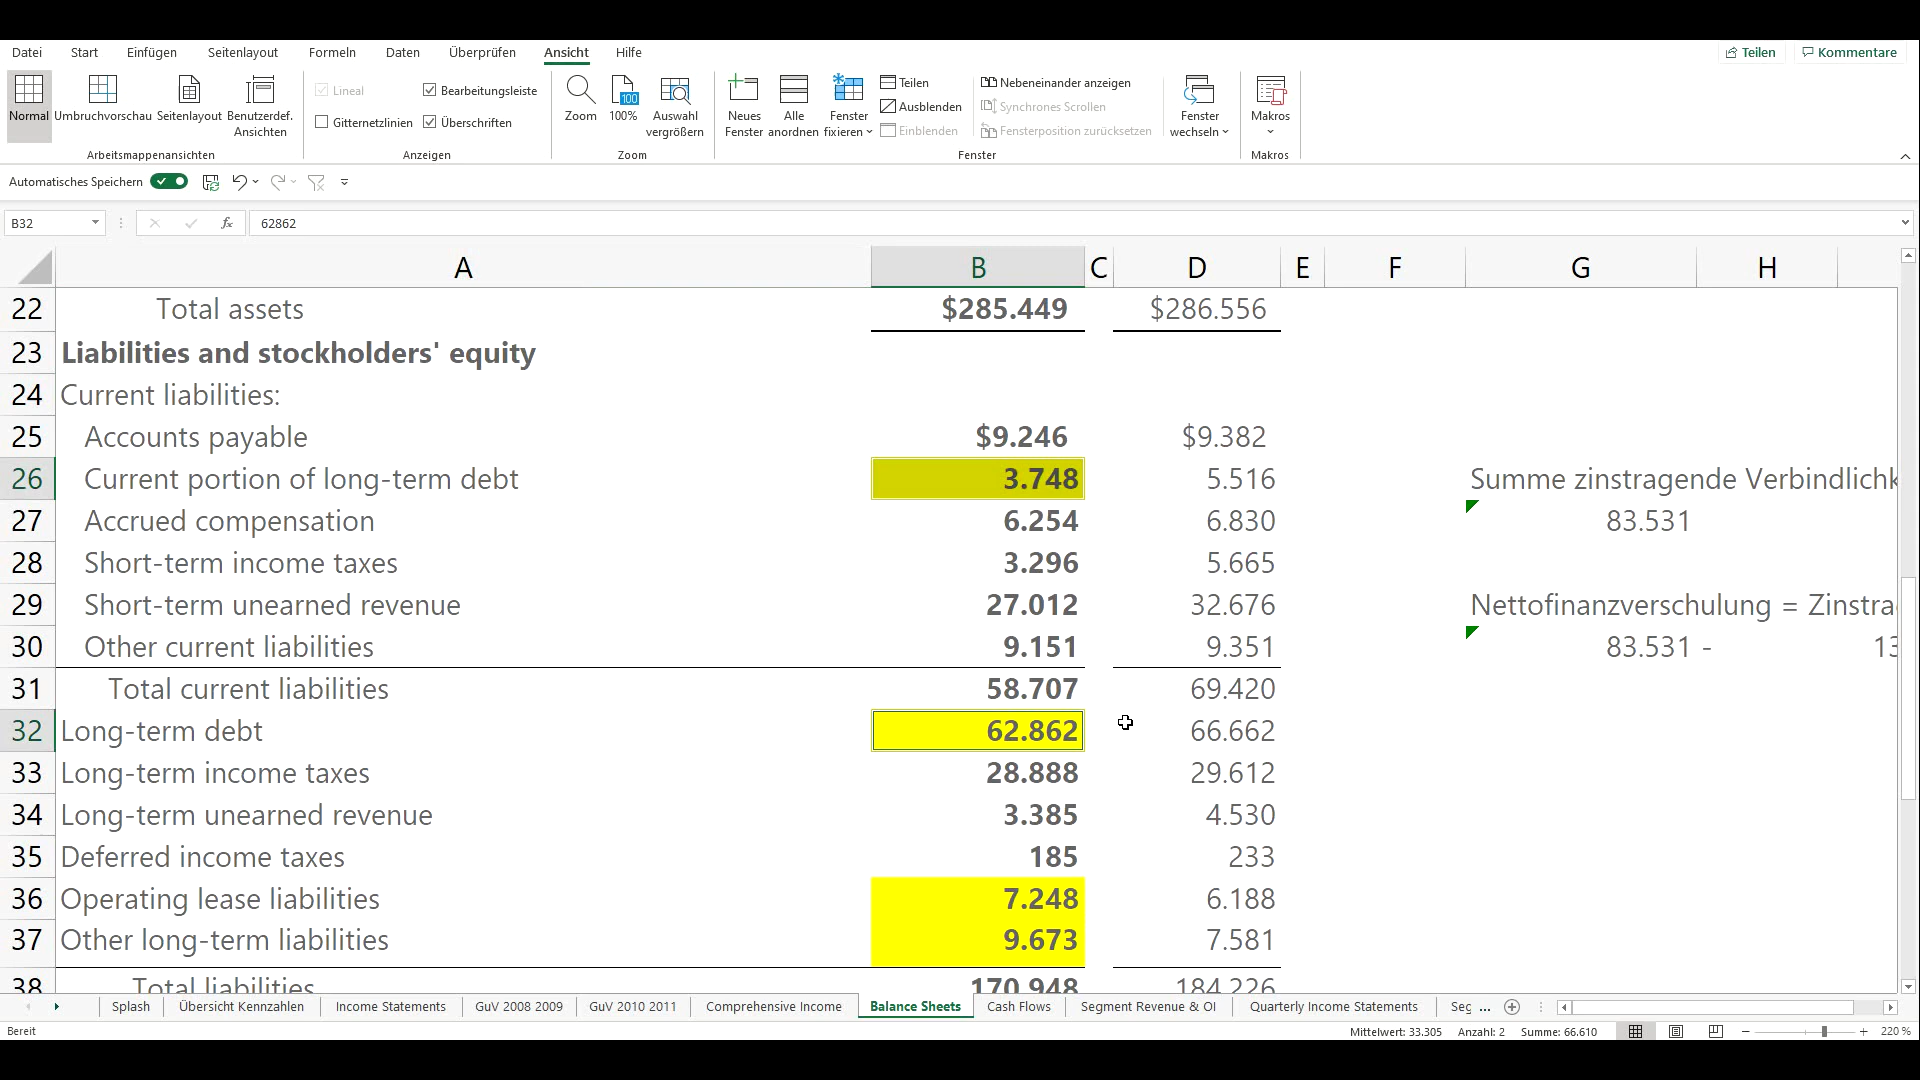 Datei Start Einfügen Seitenlayout Formeln Daten Überprüfen Ansicht Hilfe Teilen Kommentare
Normal Umbruchvorschau Seitenlayout Benutzerdef. Ansichten
Lineal Bearbeitungsleiste
Gitternetzlinien Überschriften
Zoom 100% Auswahl vergrößern
Neues Fenster Alle anordnen Fenster fixieren
Teilen
Ausblenden
Einblenden
Nebeneinander anzeigen
Synchrones Scrollen
Fensterposition zurücksetzen
Fenster wechseln Makros
Arbeitsmappenansichten Anzeigen Zoom Fenster Makros
Automatisches Speichern
B32 fx 62862
A B C D E F G H
22 Total assets $285.449 $286.556
23 Liabilities and stockholders' equity
24 Current liabilities:
25 Accounts payable $9.246 $9.382
26 Current portion of long-term debt 3.748 5.516 Summe zinstragende Verbindlichk
27 Accrued compensation 6.254 6.830 83.531
28 Short-term income taxes 3.296 5.665
29 Short-term unearned revenue 27.012 32.676 Nettofinanzverschulung = Zinstra
30 Other current liabilities 9.151 9.351 83.531 - 13
31 Total current liabilities 58.707 69.420
32 Long-term debt 62.862 66.662
33 Long-term income taxes 28.888 29.612
34 Long-term unearned revenue 3.385 4.530
35 Deferred income taxes 185 233
36 Operating lease liabilities 7.248 6.188
37 Other long-term liabilities 9.673 7.581
38 Total liabilities 170.948 184.226
Splash Übersicht Kennzahlen Income Statements GuV 2008 2009 GuV 2010 2011 Comprehensive Income Balance Sheets Cash Flows Segment Revenue & OI Quarterly Income Statements Seg ...
Bereit Mittelwert: 33.305 Anzahl: 2 Summe: 66.610 220 %